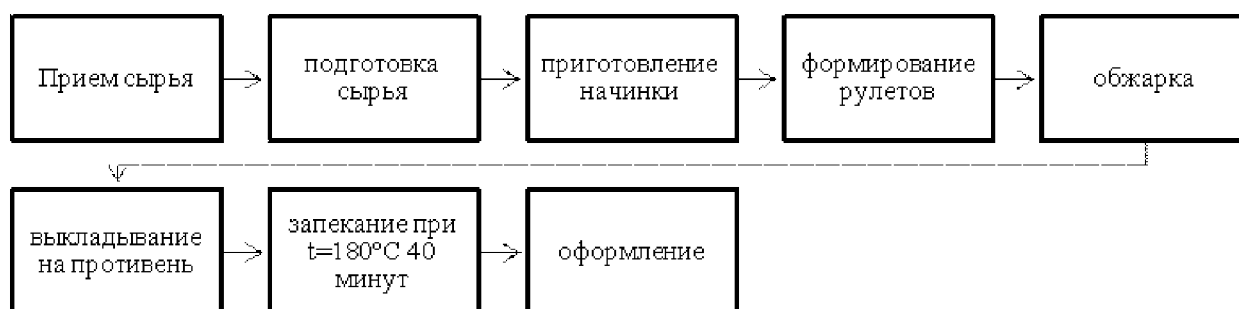 Прием сырья
подготовка
сырья
приготовление
начинки
формирование
рулетов
обжарка
выкладывание
на противень
запекание при
t=180°C 40
минут
оформление